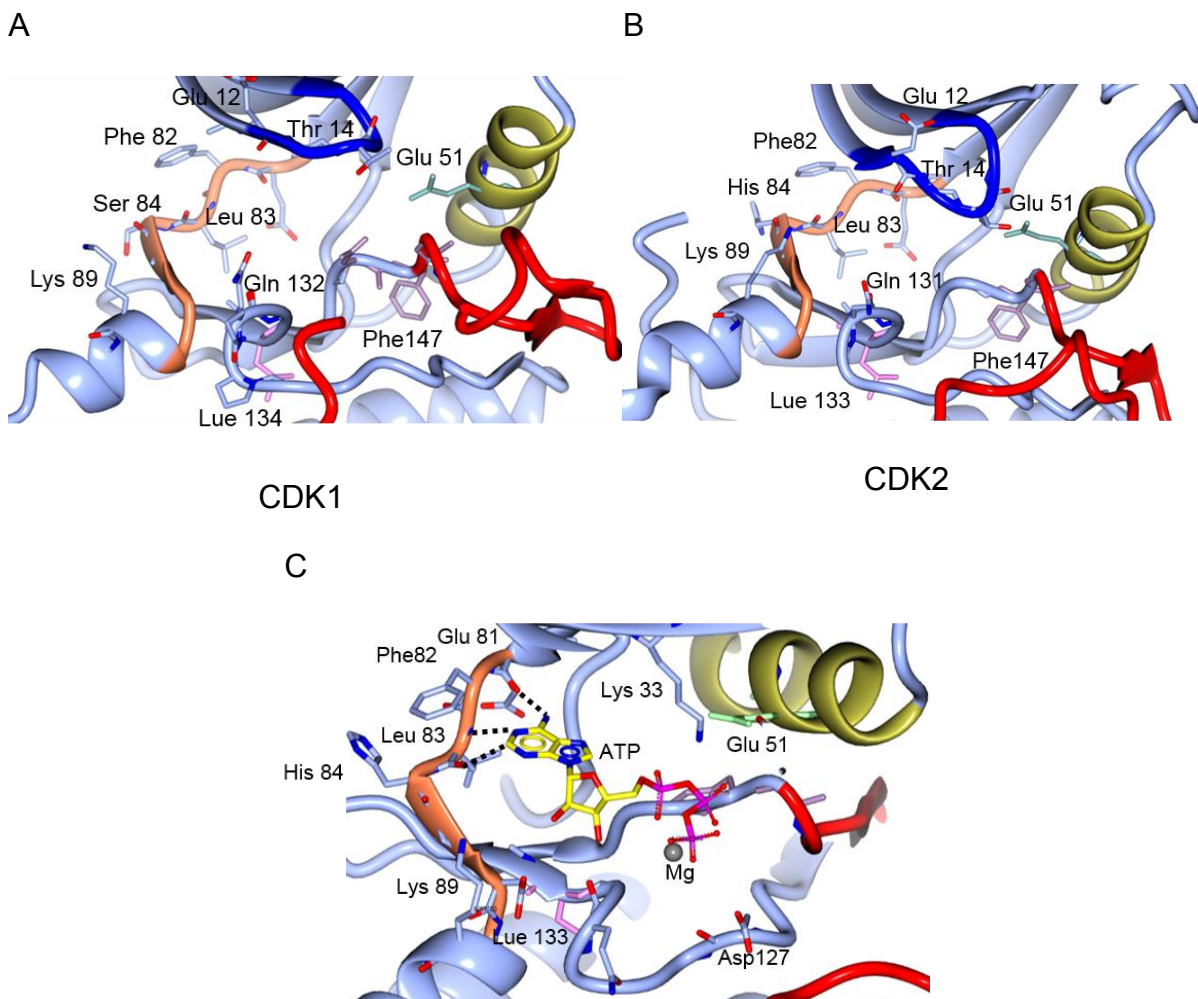 A
B
Glu 12
Phe 82
Thr 14
Glu 51
Ser 84
Leu 83
Lys 89
Gln 132
Phe147
Lue 134
CDK1
Glu 12
Phe82
Thr 14
His 84
Glu 51
Leu 83
Lys 89
Gln 131
Phe147
Lue 133
CDK2
C
Glu 81
Phe82
Lys 33
Leu 83
ATP
Glu 51
His 84
Mg
Lys 89
Lue 133
Asp127